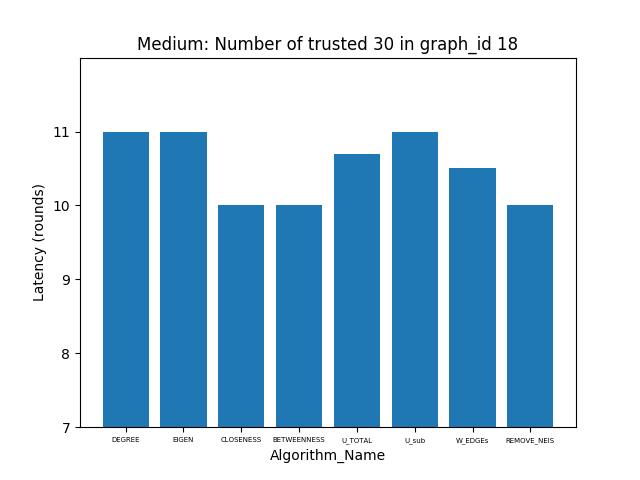 Medium: Number of trusted 30 in graph_id 18
Latency (rounds)
11
10
9
8
7
DEGREE EIGEN CLOSENESS BETWEENNESS U_TOTAL U_sub W_EDGEs REMOVE_NEIS
Algorithm_Name